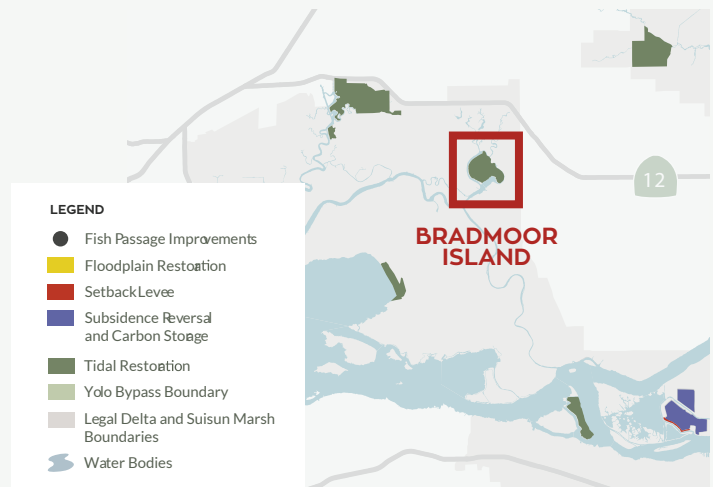 12
BRADMOOR
ISLAND
LEGEND
Fish Passage Improvements
Floodplain Restoration
Setback Levee
Subsidence Reversal
and Carbon Storage
Tidal Restoration
Yolo Bypass Boundary
Legal Delta and Suisun Marsh
Boundaries
Water Bodies